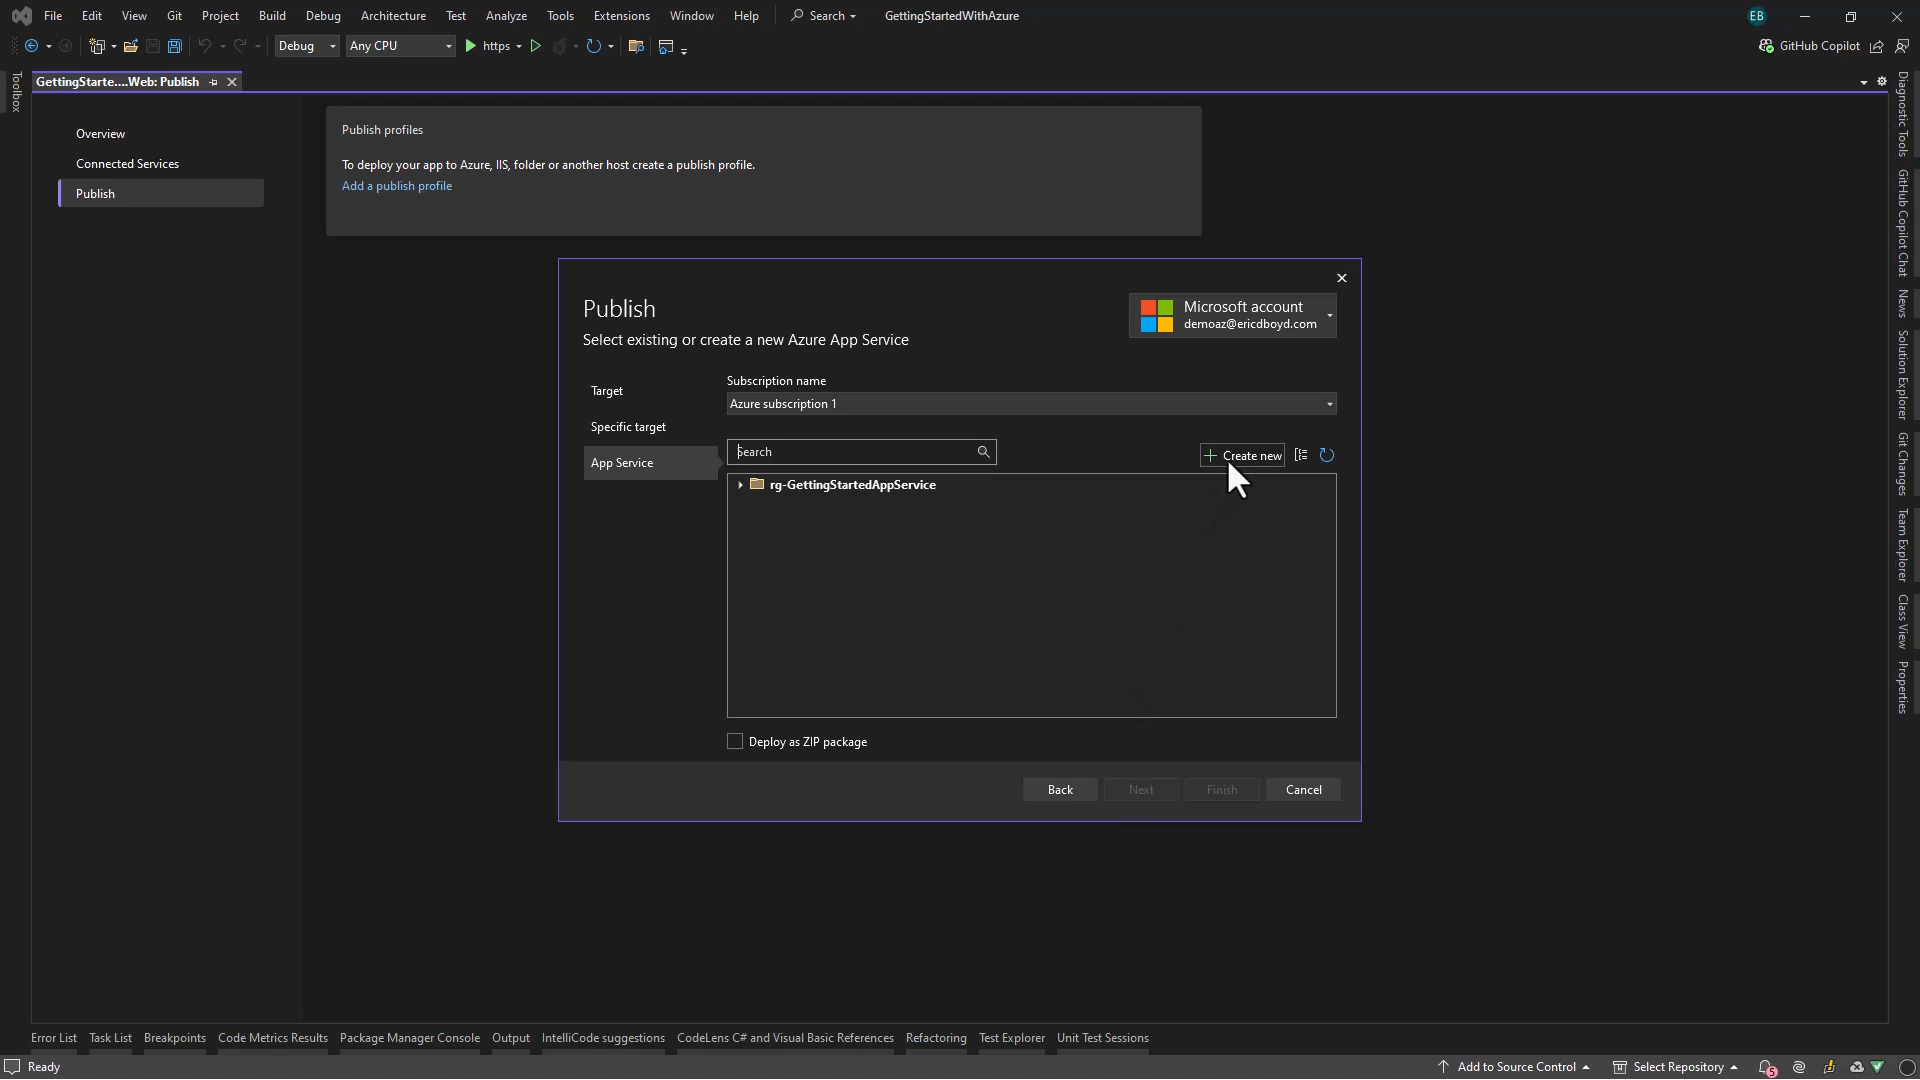 File Edit View Git Project Build Debug Architecture Test Analyze Tools Extensions Window Help Search GettingStartedWithAzure EB
Debug Any CPU https GitHub Copilot
GettingStarte....Web: Publish
Toolbox
Overview
Connected Services
Publish
Publish profiles
To deploy your app to Azure, IIS, folder or another host create a publish profile.
Add a publish profile
Publish
Select existing or create a new Azure App Service
Microsoft account
demoaz@ericdboyd.com
Target
Specific target
App Service
Subscription name
Azure subscription 1
Search
Create new
rg-GettingStartedAppService
Deploy as ZIP package
Back Next Finish Cancel
Diagnostic Tools
GitHub Copilot Chat
News
Solution Explorer
Git Changes
Team Explorer
Class View
Properties
Error List Task List Breakpoints Code Metrics Results Package Manager Console Output IntelliCode suggestions CodeLens C# and Visual Basic References Refactoring Test Explorer Unit Test Sessions
Ready Add to Source Control Select Repository 5